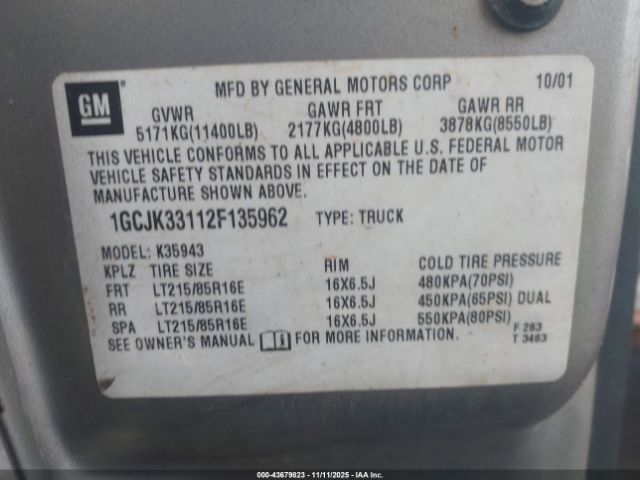 GM
MFD BY GENERAL MOTORS CORP 10/01
GVWR GAWR FRT GAWR RR
5171KG(11400LB) 2177KG(4800LB) 3878KG(8550LB)
THIS VEHICLE CONFORMS TO ALL APPLICABLE U.S. FEDERAL MOTOR
VEHICLE SAFETY STANDARDS IN EFFECT ON THE DATE OF
MANUFACTURE SHOWN ABOVE.
1GCJK33112F135962 TYPE: TRUCK
MODEL: K35943
KPLZ TIRE SIZE RIM COLD TIRE PRESSURE
FRT LT215/85R16E 16X6.5J 480KPA(70PSI)
RR LT215/85R16E 16X6.5J 450KPA(65PSI) DUAL
SPA LT215/85R16E 16X6.5J 550KPA(80PSI)
SEE OWNER'S MANUAL FOR MORE INFORMATION.
F 283
T 3483
000-43679823 - 11/11/2025 - IAA Inc.